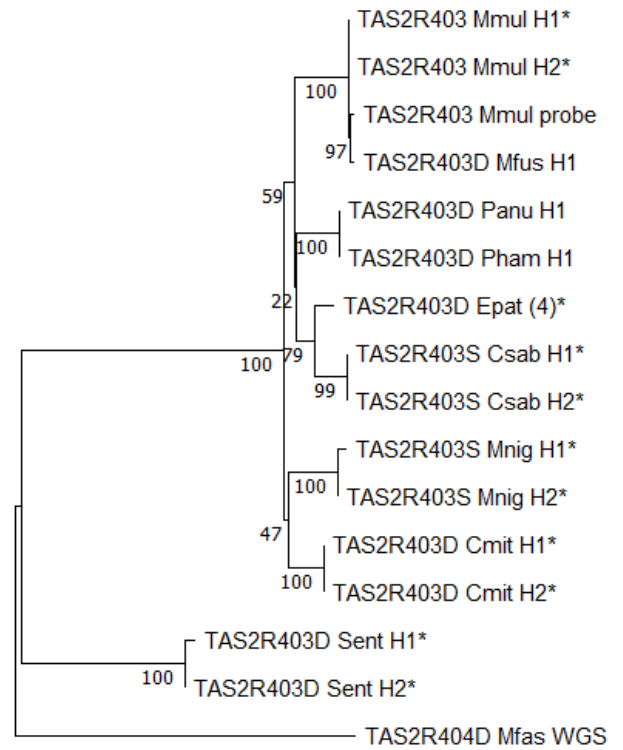 TAS2R403 Mmul H1*
TAS2R403 Mmul H2*
100
TAS2R403 Mmul probe
97
TAS2R403D Mfus H1
59
TAS2R403D Panu H1
100
TAS2R403D Pham H1
22
TAS2R403D Epat (4)*
79
TAS2R403S Csab H1*
100
99
TAS2R403S Csab H2*
TAS2R403S Mnig H1*
100
TAS2R403S Mnig H2*
47
TAS2R403D Cmit H1*
100
TAS2R403D Cmit H2*
TAS2R403D Sent H1*
100
TAS2R403D Sent H2*
TAS2R404D Mfas WGS